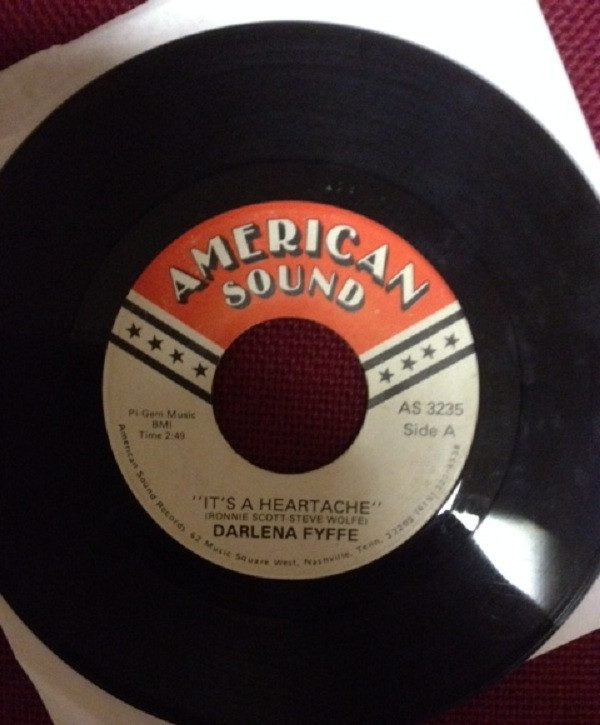 AMERICAN
SOUND
Pi-Gem Music
BMI
Time 2:49
AS 3235
Side A
"IT'S A HEARTACHE"
(RONNIE SCOTT-STEVE WOLFE)
DARLENA FYFFE
American Sound Records 62 Music Square West, Nashville, Tenn.